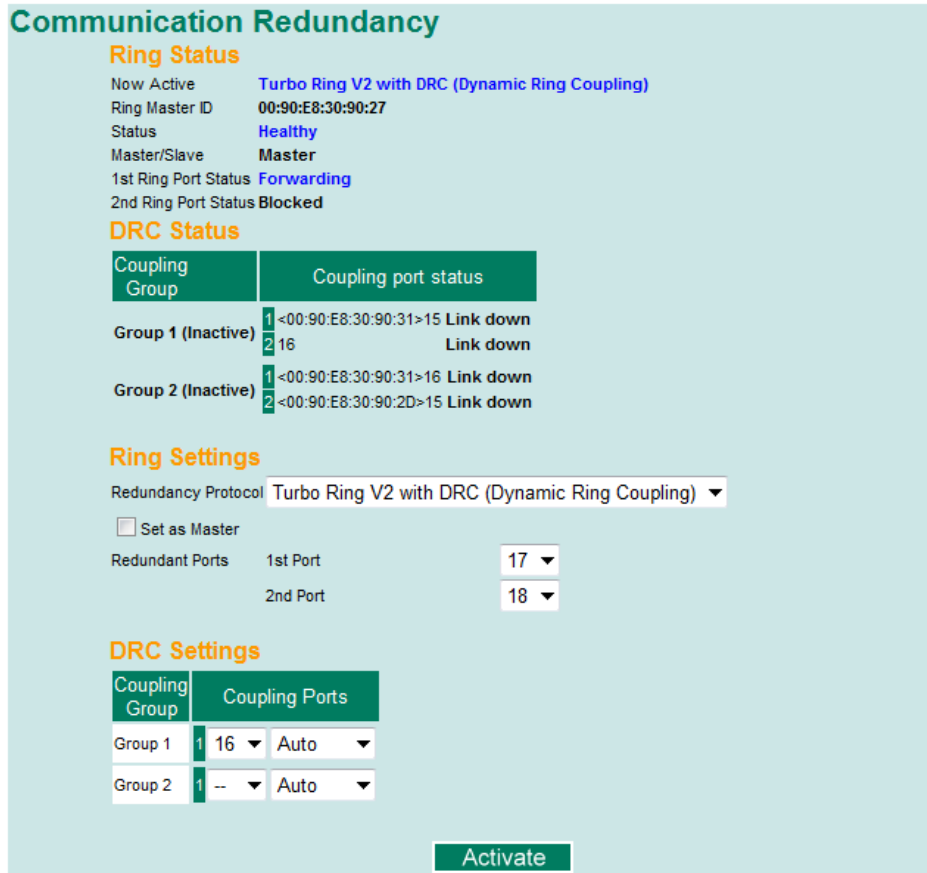 Communication Redundancy
Ring Status
Now Active Turbo Ring V2 with DRC (Dynamic Ring Coupling)
Ring Master ID 00:90:E8:30:90:27
Status Healthy
Master/Slave Master
1st Ring Port Status Forwarding
2nd Ring Port Status Blocked
DRC Status
Coupling Group Coupling port status
Group 1 (Inactive) 1 <00:90:E8:30:90:31>15 Link down
2 16 Link down
Group 2 (Inactive) 1 <00:90:E8:30:90:31>16 Link down
2 <00:90:E8:30:90:2D>15 Link down
Ring Settings
Redundancy Protocol Turbo Ring V2 with DRC (Dynamic Ring Coupling)
Set as Master
Redundant Ports 1st Port 17
2nd Port 18
DRC Settings
Coupling Group Coupling Ports
Group 1 1 16 Auto
Group 2 1 -- Auto
Activate